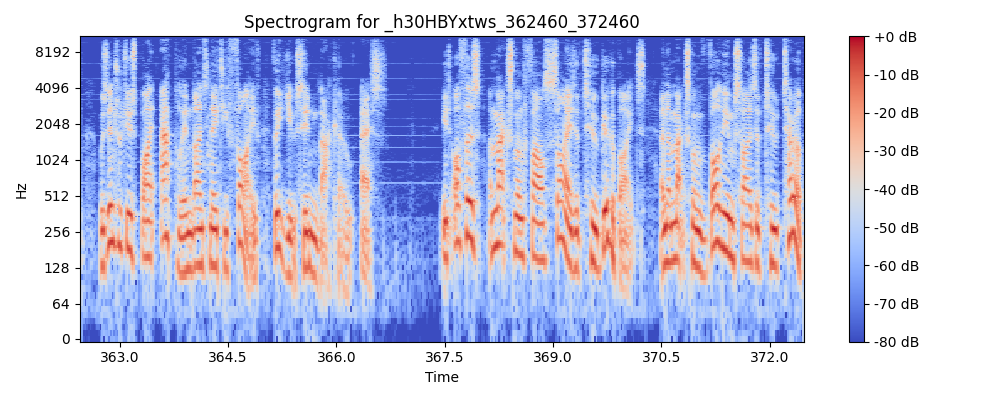 Spectrogram for _h30HBYxtws_362460_372460
Hz
8192
4096
2048
1024
512
256
128
64
0
363.0 364.5 366.0 367.5 369.0 370.5 372.0
Time
+0 dB
-10 dB
-20 dB
-30 dB
-40 dB
-50 dB
-60 dB
-70 dB
-80 dB